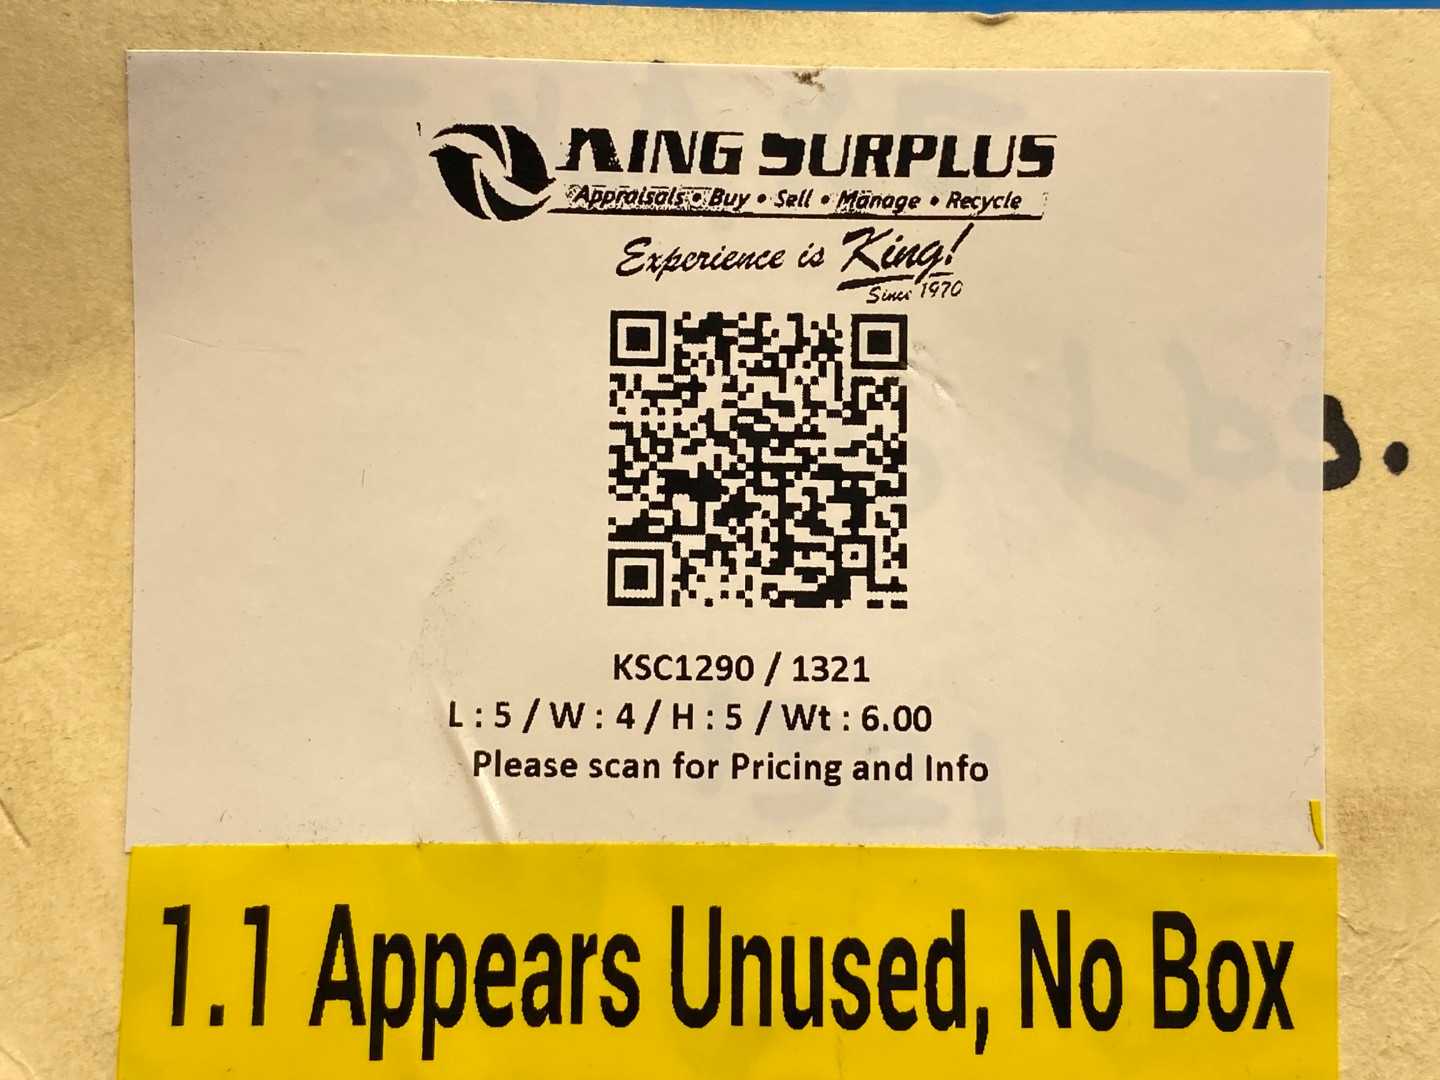 KING SURPLUS
Appraisals • Buy • Sell • Manage • Recycle
Experience is King!
Since 1970
KSC1290 / 1321
L : 5 / W : 4 / H : 5 / Wt : 6.00
Please scan for Pricing and Info
1.1 Appears Unused, No Box